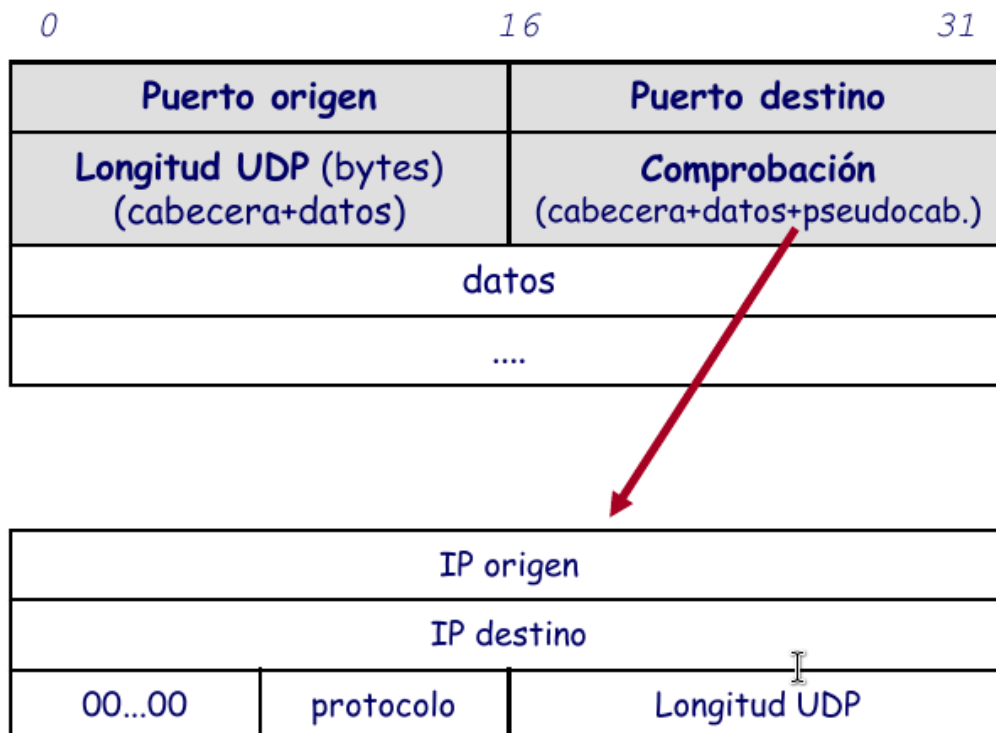 0 16 31
Puerto origen Puerto destino
Longitud UDP (bytes) Comprobación
(cabecera+datos) (cabecera+datos+pseudocab.)
datos
....
IP origen
IP destino
00...00 protocolo Longitud UDP